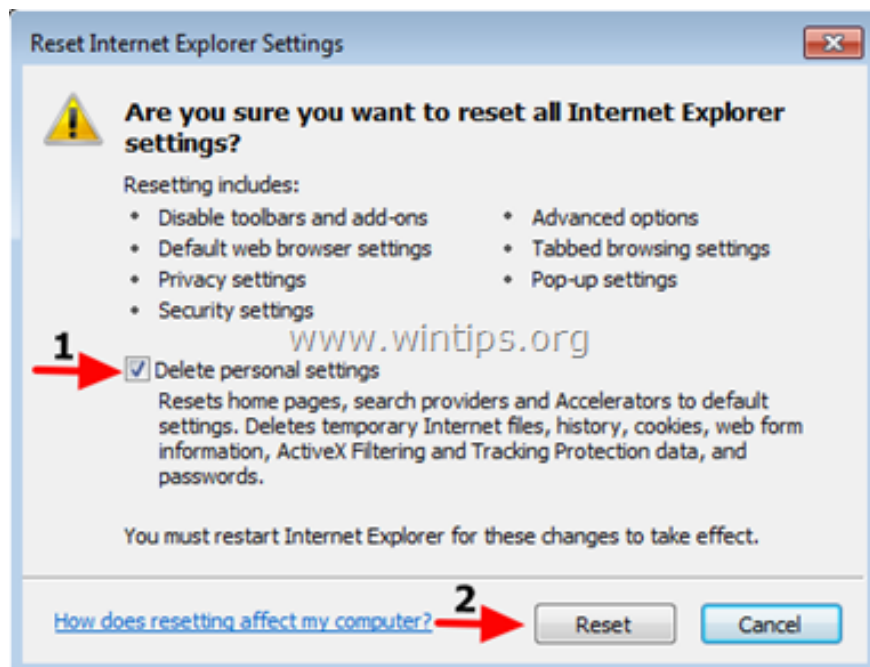 Reset Internet Explorer Settings
Are you sure you want to reset all Internet Explorer
settings?
Resetting includes:
• Disable toolbars and add-ons
• Default web browser settings
• Privacy settings
• Security settings
• Advanced options
• Tabbed browsing settings
• Pop-up settings
www.wintips.org
1
Delete personal settings
Resets home pages, search providers and Accelerators to default
settings. Deletes temporary Internet files, history, cookies, web form
information, ActiveX Filtering and Tracking Protection data, and
passwords.
You must restart Internet Explorer for these changes to take effect.
How does resetting affect my computer?
2
Reset
Cancel